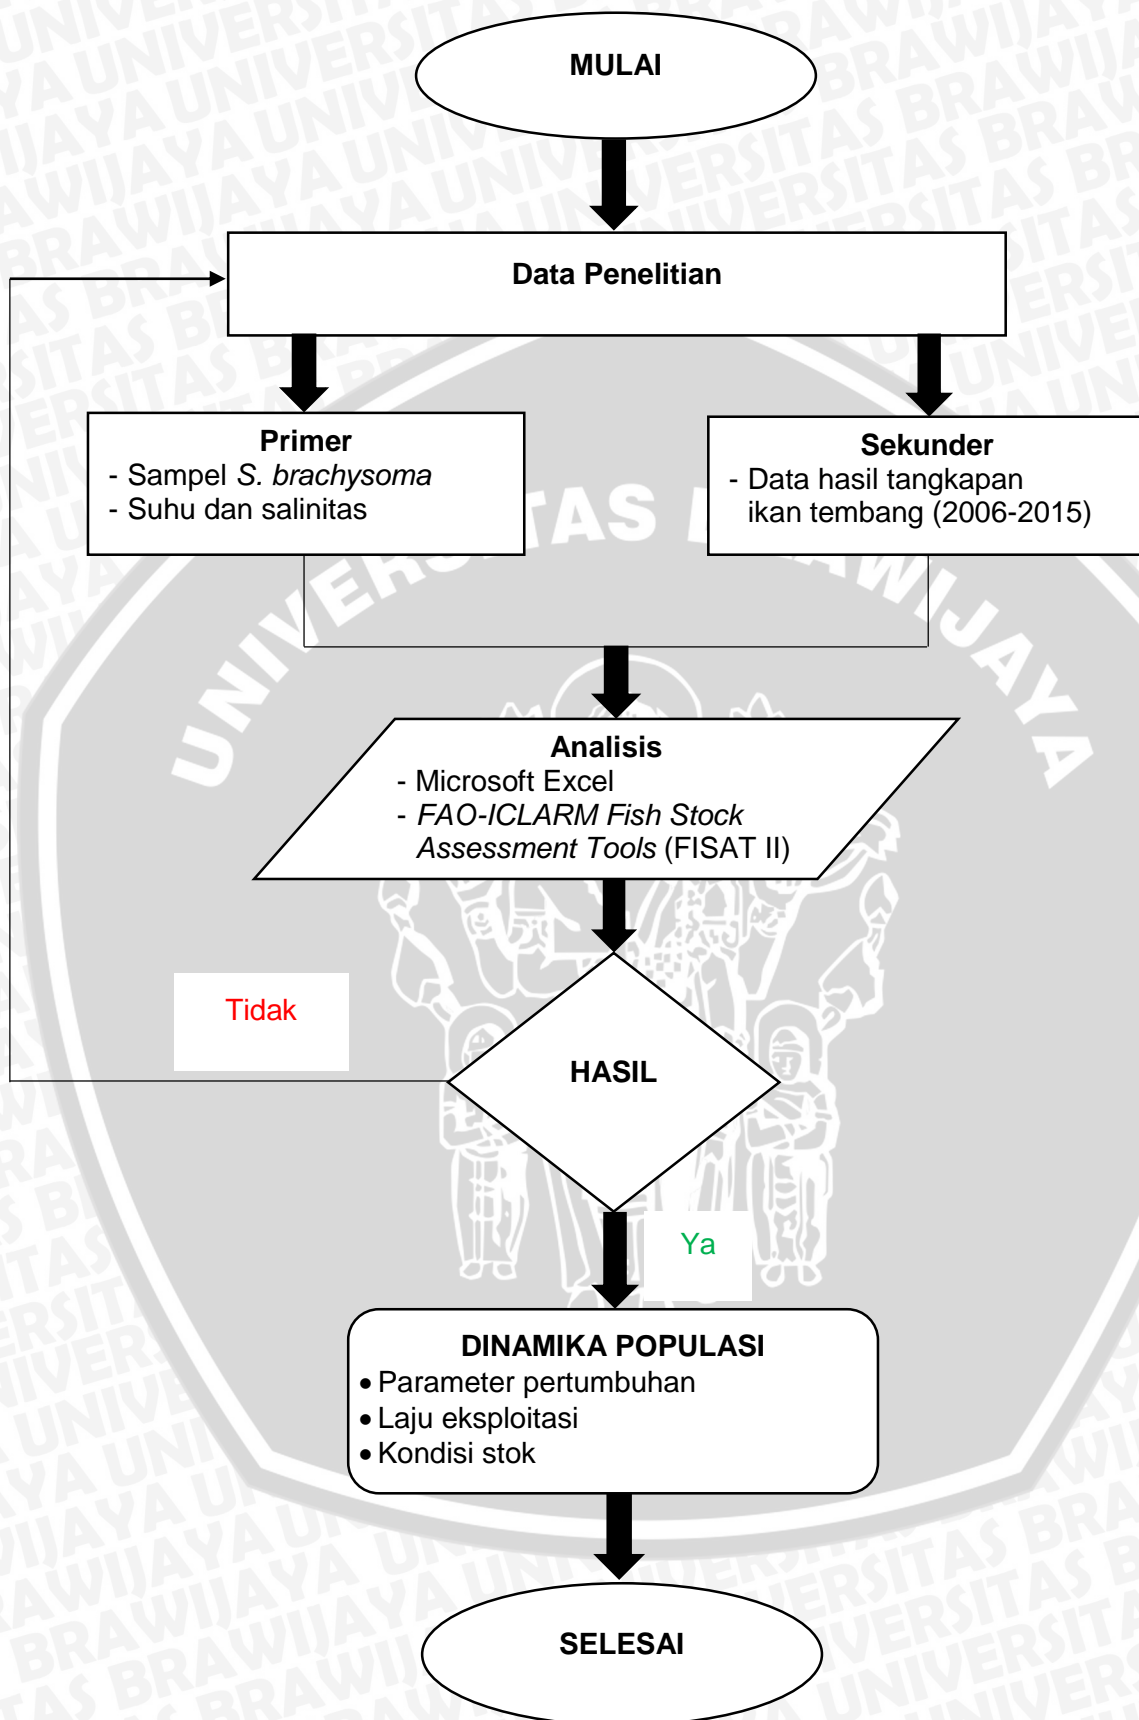 MULAI
Data Penelitian
Primer
- Sampel S. brachysoma
- Suhu dan salinitas
Sekunder
- Data hasil tangkapan
ikan tembang (2006-2015)
UNIVERSITAS BRAWIJAYA
Analisis
- Microsoft Excel
- FAO-ICLARM Fish Stock
Assessment Tools (FISAT II)
Tidak
HASIL
Ya
DINAMIKA POPULASI
• Parameter pertumbuhan
• Laju eksploitasi
• Kondisi stok
SELESAI